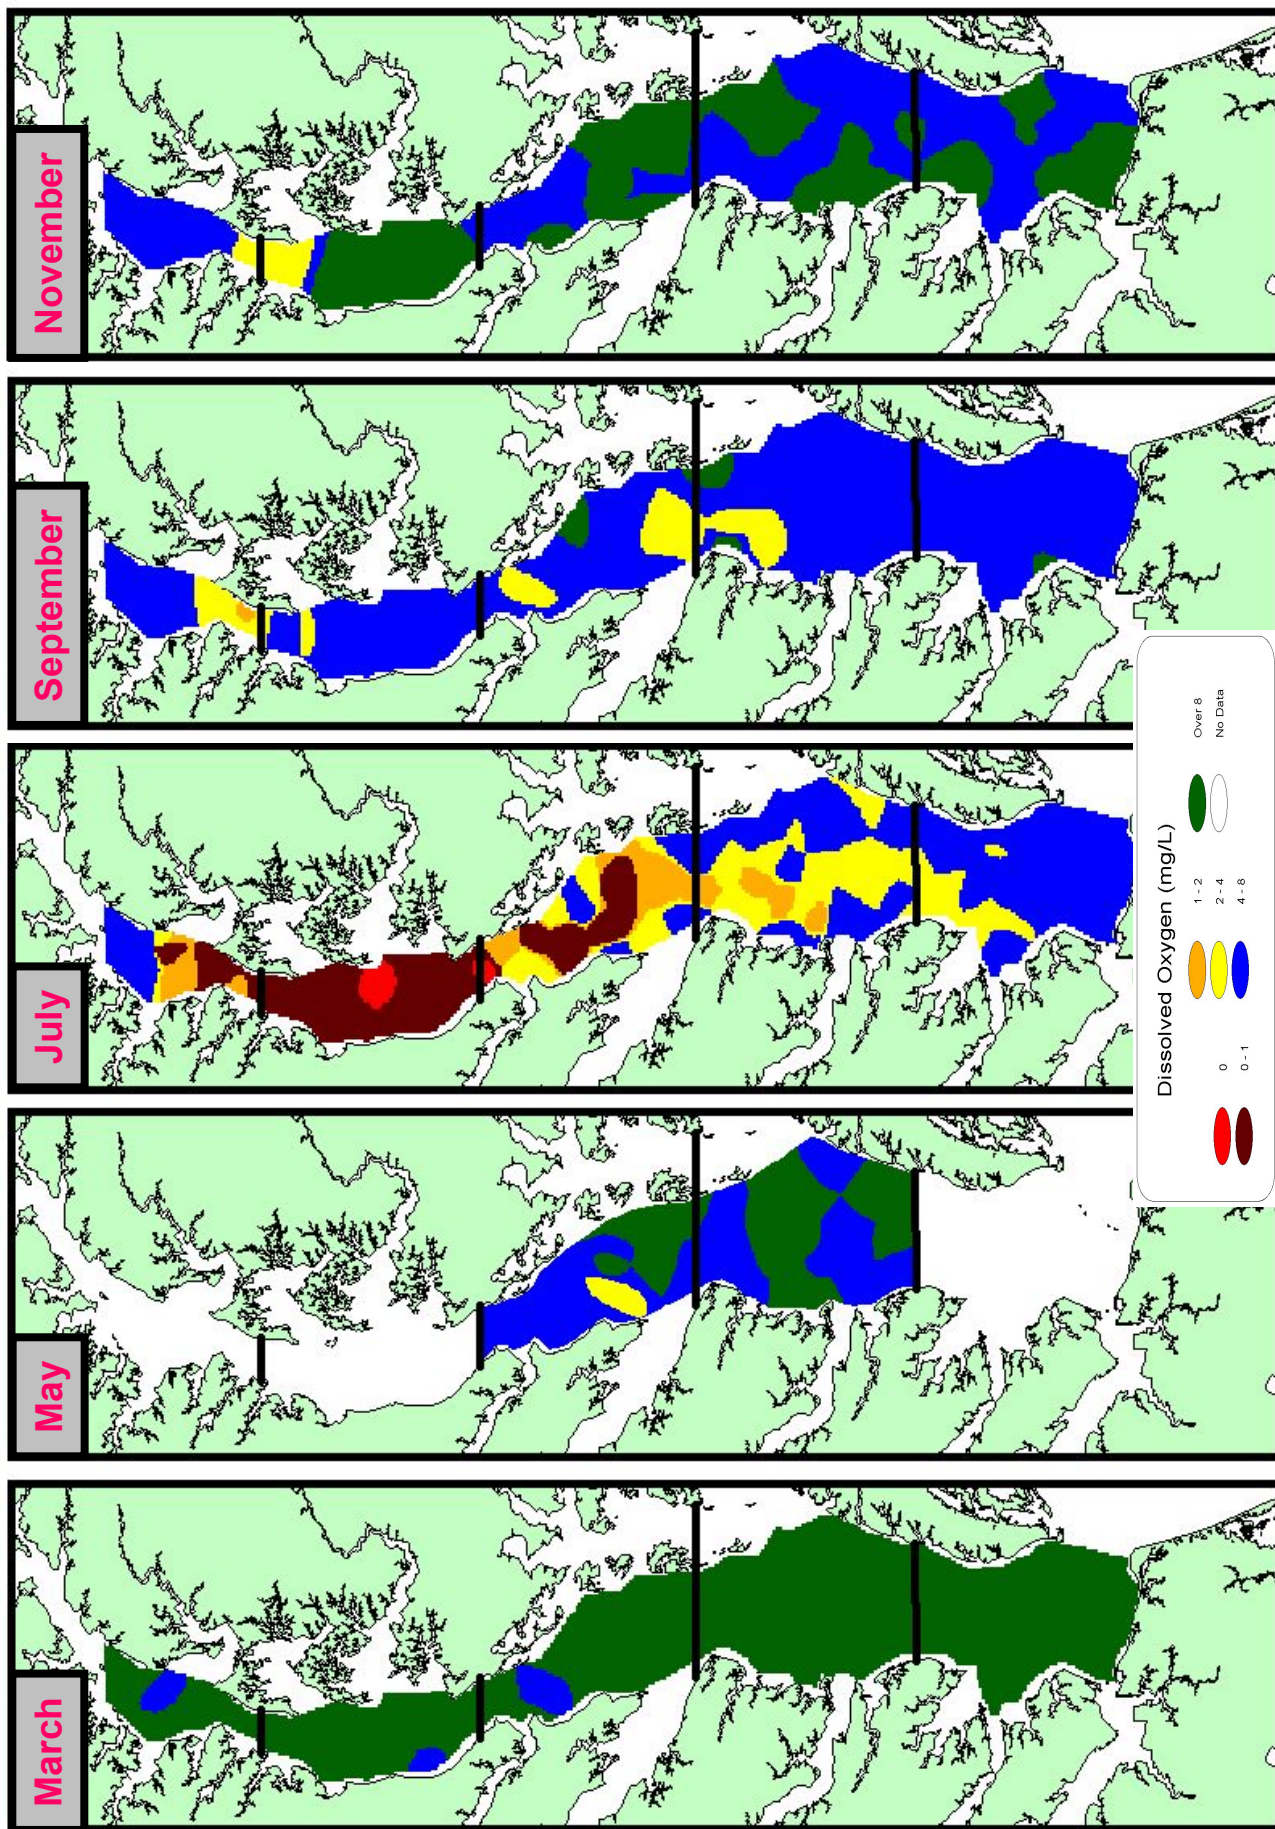 November
September
July
May
March
Dissolved Oxygen (mg/L)
0
0 - 1
1 - 2
2 - 4
4 - 8
Over 8
No Data